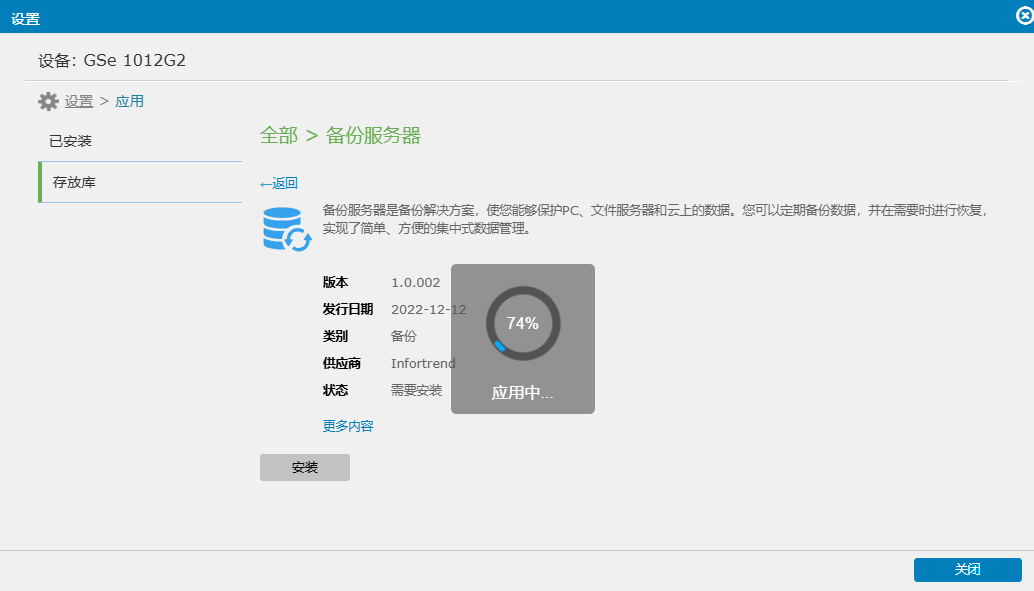 设置
设备: GSe 1012G2
设置 > 应用
已安装
存放库
全部 > 备份服务器
←返回
备份服务器是备份解决方案，使您能够保护PC、文件服务器和云上的数据。您可以定期备份数据，并在需要时进行恢复，
实现了简单、方便的集中式数据管理。
版本 1.0.002
发行日期 2022-12-12
类别 备份
供应商 Infortrend
状态 需要安装
74%
应用中...
更多内容
安装
关闭